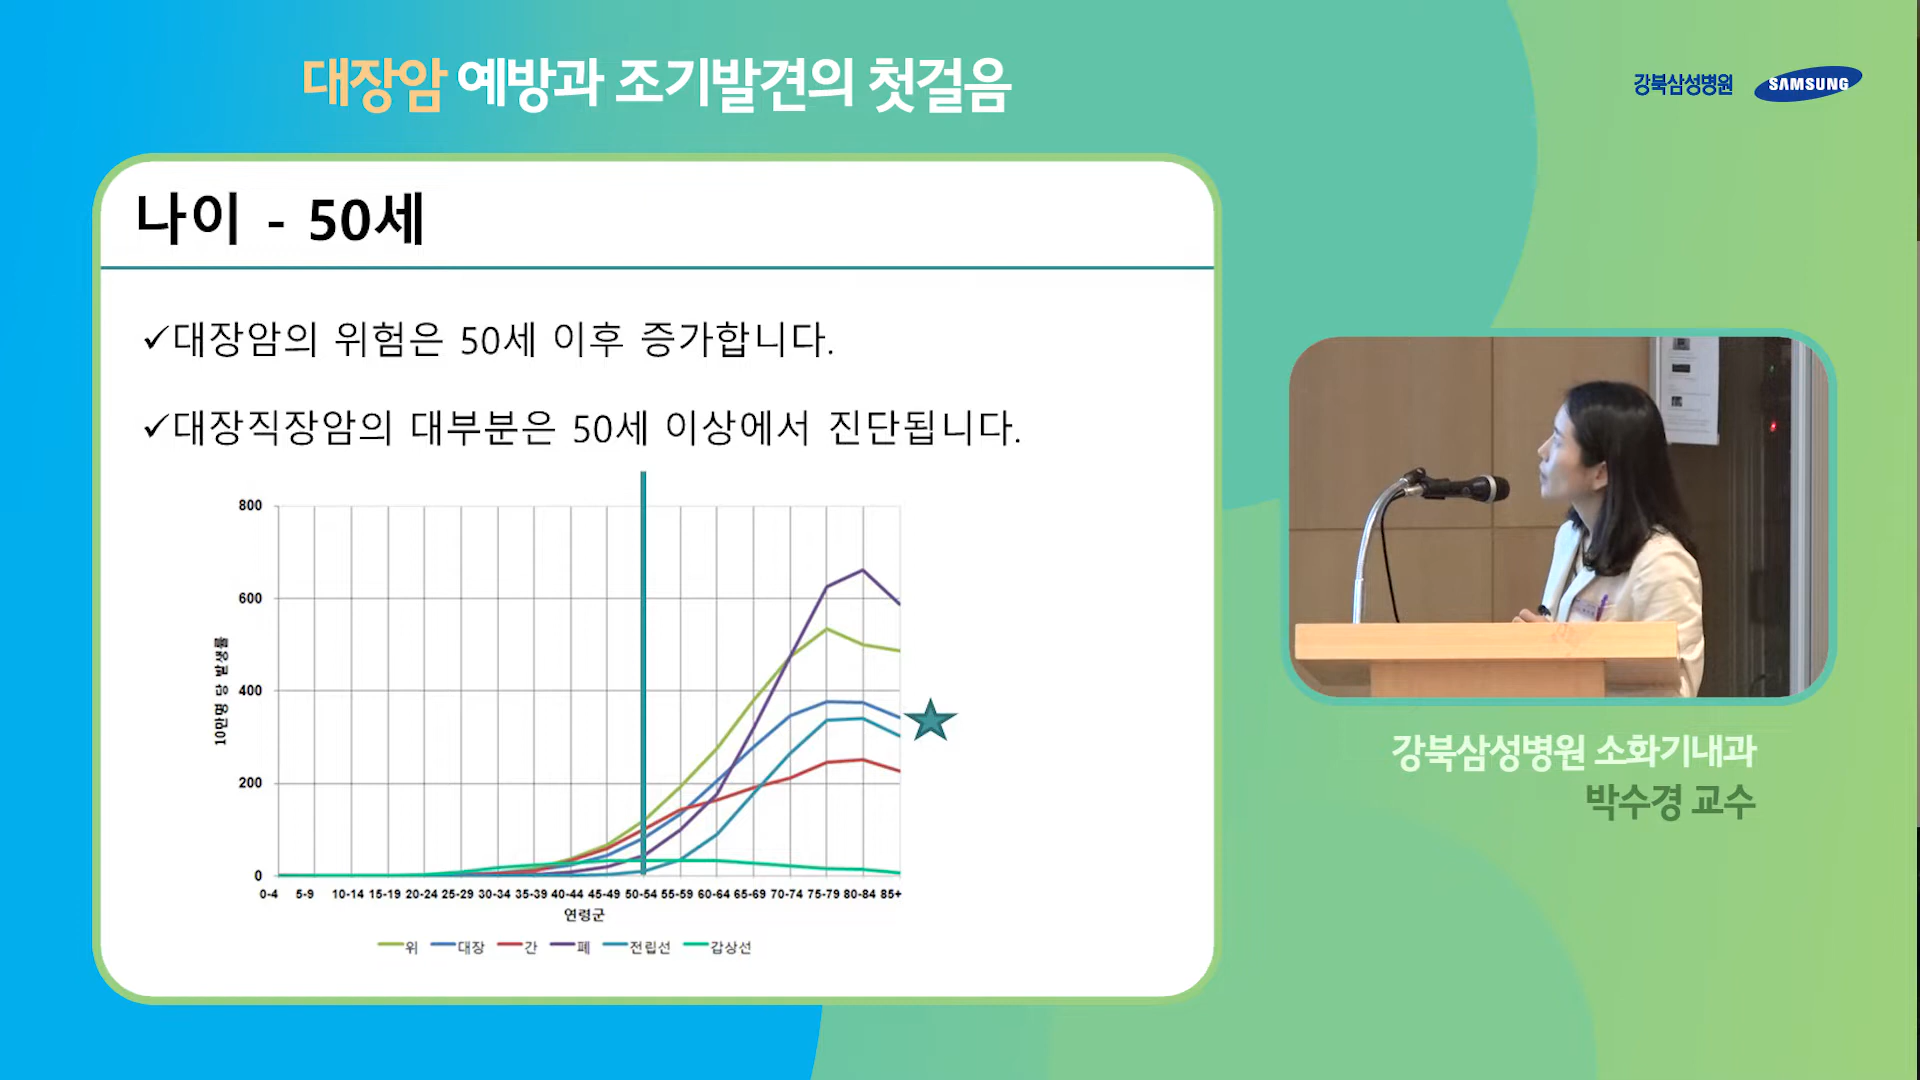 대장암 예방과 조기발견의 첫걸음
강북삼성병원 SAMSUNG
나이 - 50세
✓대장암의 위험은 50세 이후 증가합니다.
✓대장직장암의 대부분은 50세 이상에서 진단됩니다.
10만명 당 발생률
800
600
400
200
0
0-4 5-9 10-14 15-19 20-24 25-29 30-34 35-39 40-44 45-49 50-54 55-59 60-64 65-69 70-74 75-79 80-84 85+
연령군
위 대장 간 폐 전립선 갑상선
강북삼성병원 소화기내과
박수경 교수